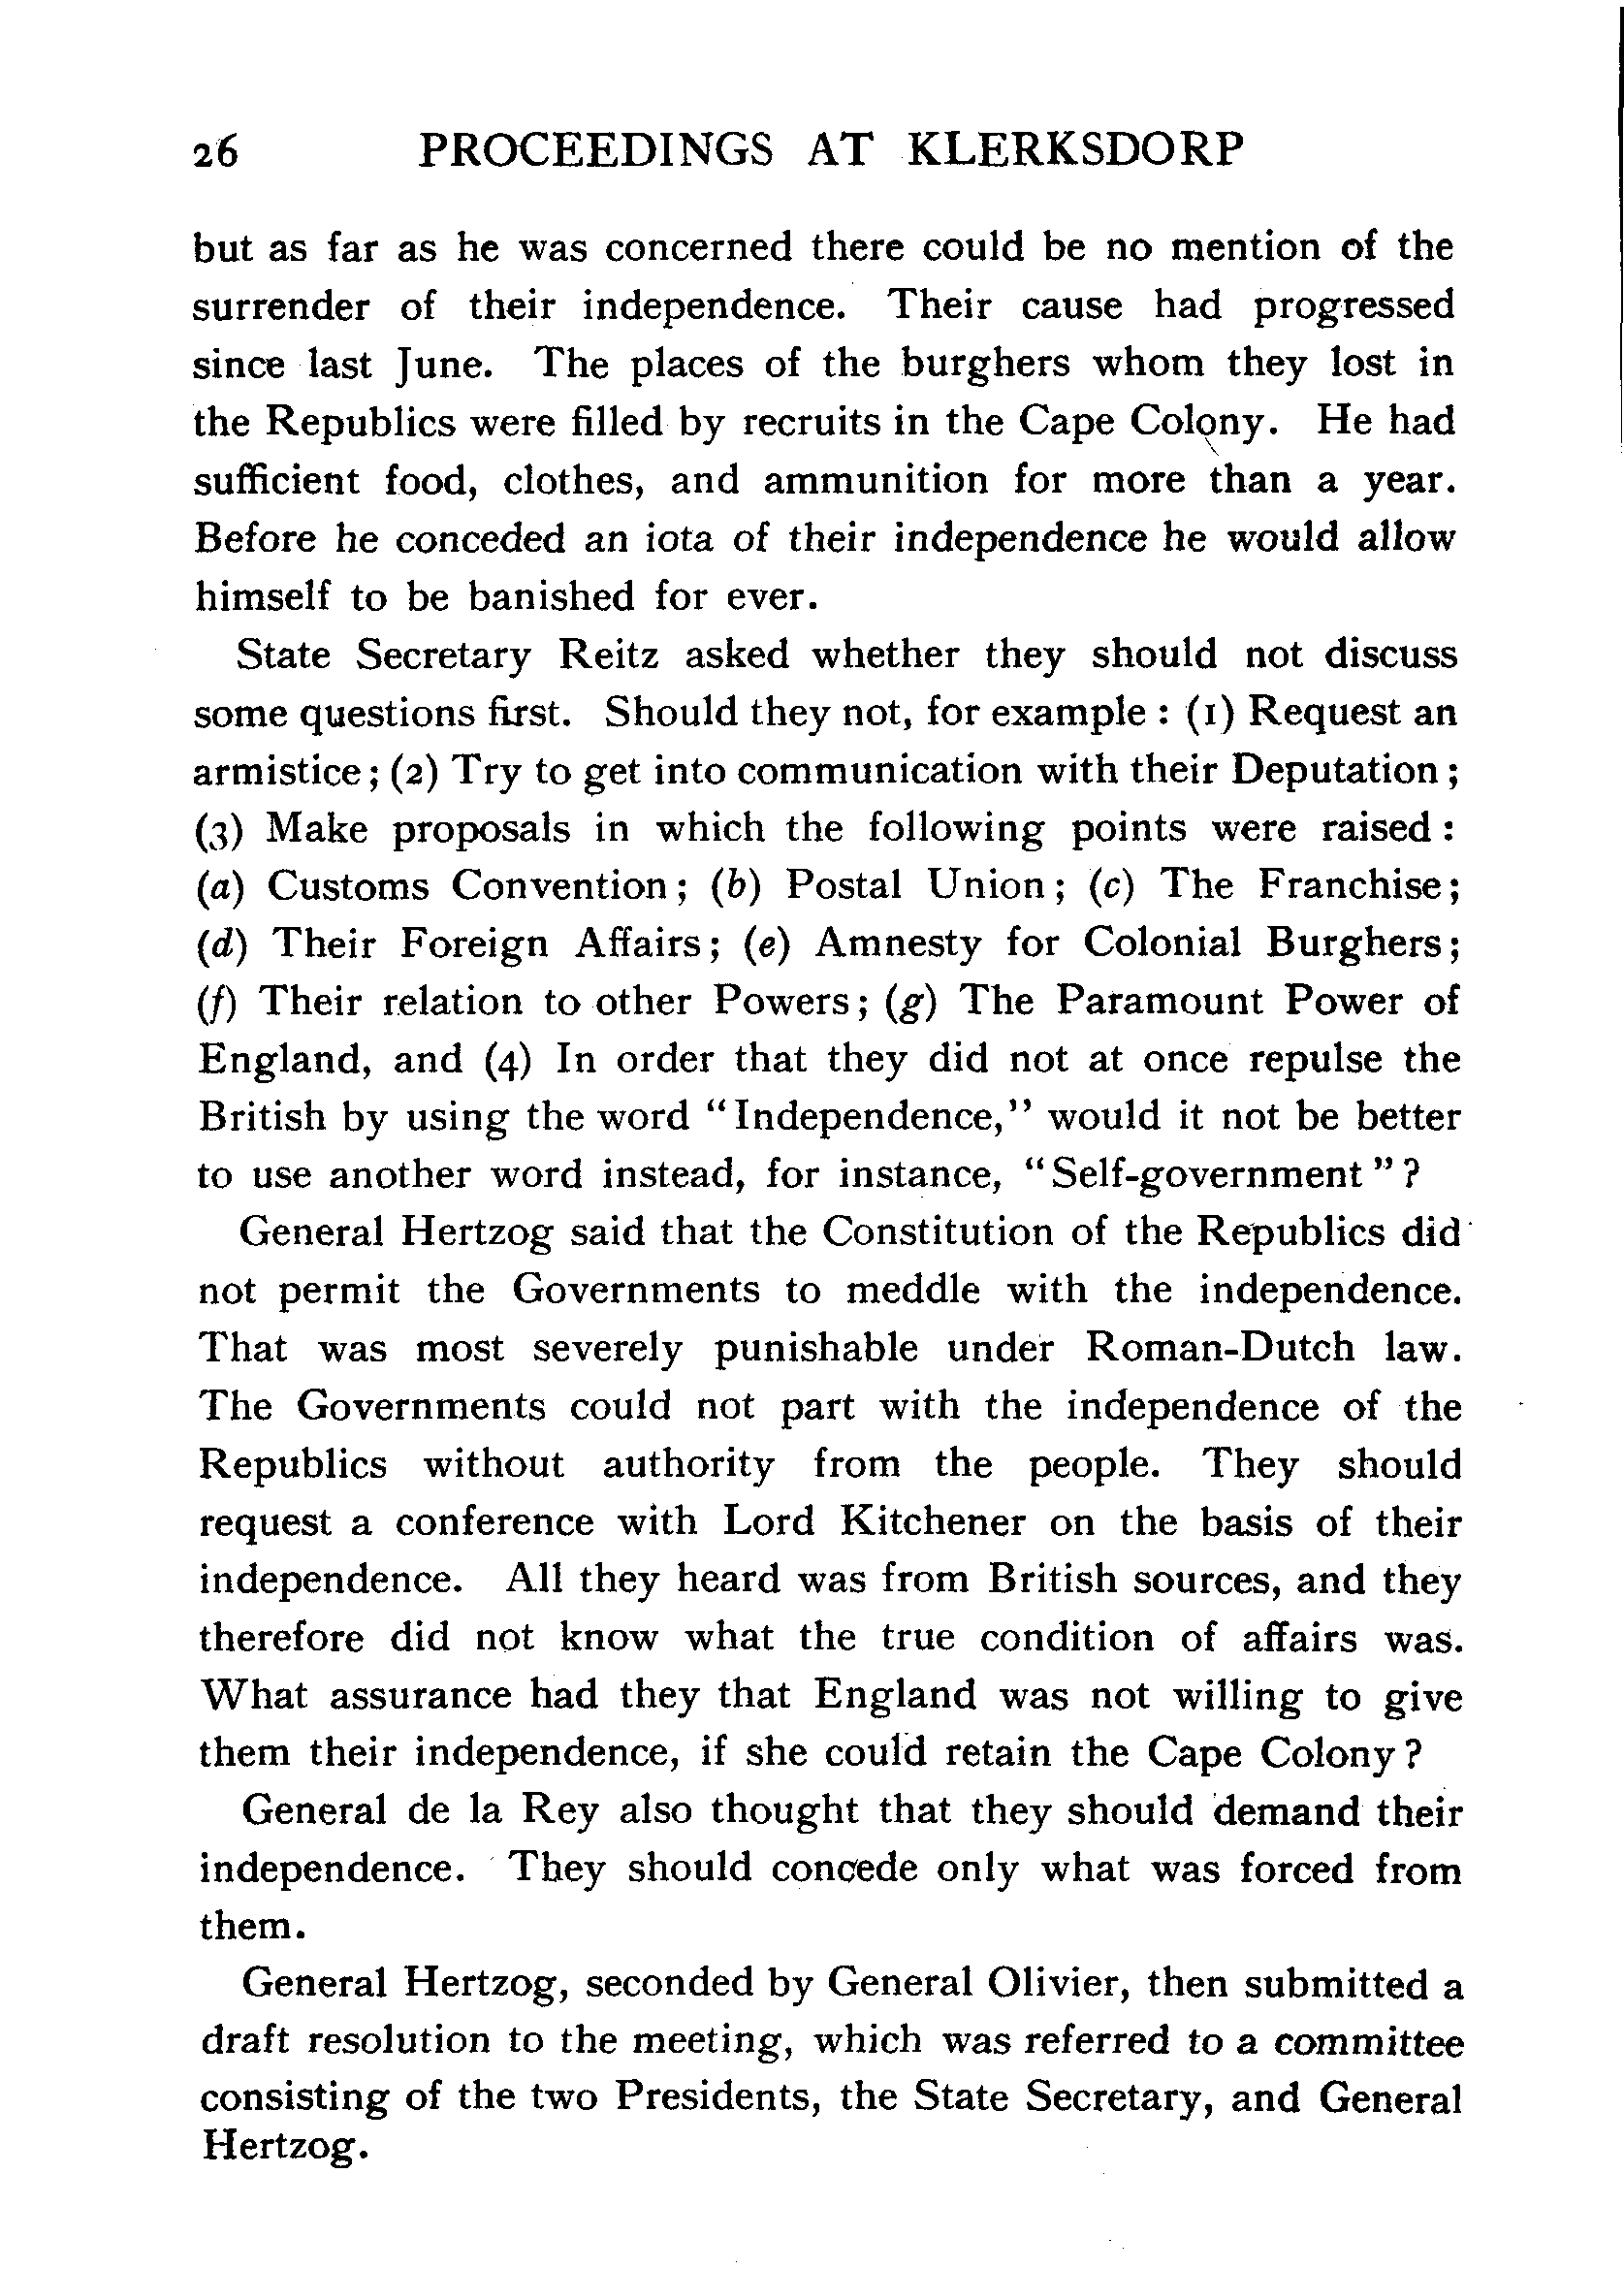 26 PROCEEDINGS AT KLERKSDORP
but as far as he was concerned there could be no mention of the
surrender of their independence. Their cause had progressed
since last June. The places of the burghers whom they lost in
the Republics were filled by recruits in the Cape Colony. He had
sufficient food, clothes, and ammunition for more than a year.
Before he conceded an iota of their independence he would allow
himself to be banished for ever.
State Secretary Reitz asked whether they should not discuss
some questions first. Should they not, for example : (1) Request an
armistice; (2) Try to get into communication with their Deputation;
(3) Make proposals in which the following points were raised:
(a) Customs Convention; (b) Postal Union; (c) The Franchise;
(d) Their Foreign Affairs; (e) Amnesty for Colonial Burghers;
(f) Their relation to other Powers; (g) The Paramount Power of
England, and (4) In order that they did not at once repulse the
British by using the word "Independence," would it not be better
to use another word instead, for instance, "Self-government"?
General Hertzog said that the Constitution of the Republics did
not permit the Governments to meddle with the independence.
That was most severely punishable under Roman-Dutch law.
The Governments could not part with the independence of the
Republics without authority from the people. They should
request a conference with Lord Kitchener on the basis of their
independence. All they heard was from British sources, and they
therefore did not know what the true condition of affairs was.
What assurance had they that England was not willing to give
them their independence, if she could retain the Cape Colony?
General de la Rey also thought that they should demand their
independence. They should concede only what was forced from
them.
General Hertzog, seconded by General Olivier, then submitted a
draft resolution to the meeting, which was referred to a committee
consisting of the two Presidents, the State Secretary, and General
Hertzog.